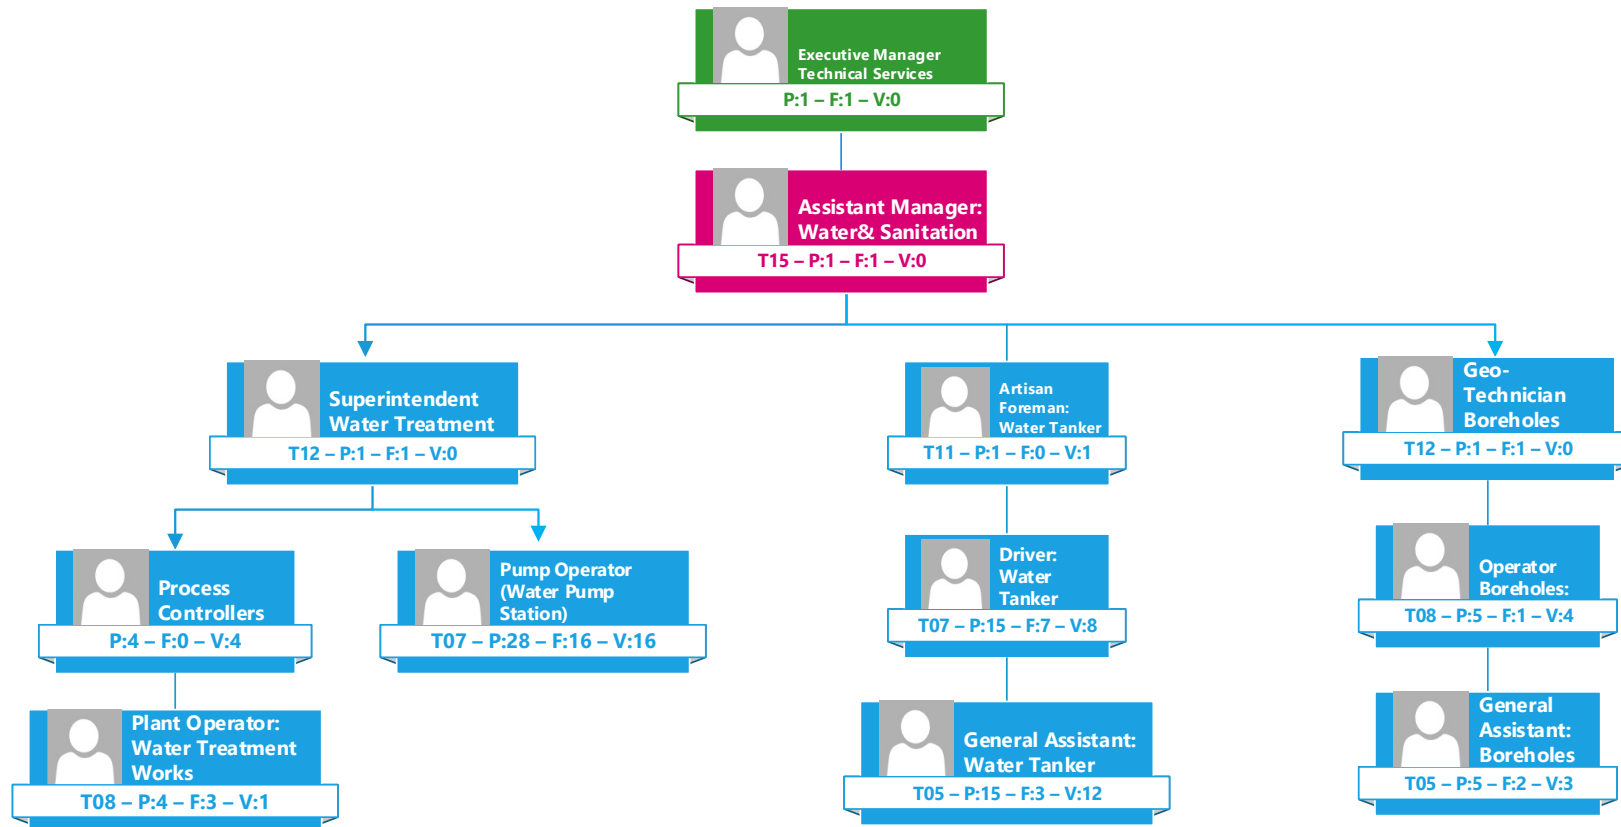 Executive Manager
Technical Services
P:1 – F:1 – V:0
Assistant Manager:
Water& Sanitation
T15 – P:1 – F:1 – V:0
Superintendent
Water Treatment
T12 – P:1 – F:1 – V:0
Artisan
Foreman:
Water Tanker
T11 – P:1 – F:0 – V:1
Geo-
Technician
Boreholes
T12 – P:1 – F:1 – V:0
Process
Controllers
P:4 – F:0 – V:4
Pump Operator
(Water Pump
Station)
T07 – P:28 – F:16 – V:16
Driver:
Water
Tanker
T07 – P:15 – F:7 – V:8
Operator
Boreholes:
T08 – P:5 – F:1 – V:4
Plant Operator:
Water Treatment
Works
T08 – P:4 – F:3 – V:1
General Assistant:
Water Tanker
T05 – P:15 – F:3 – V:12
General
Assistant:
Boreholes
T05 – P:5 – F:2 – V:3